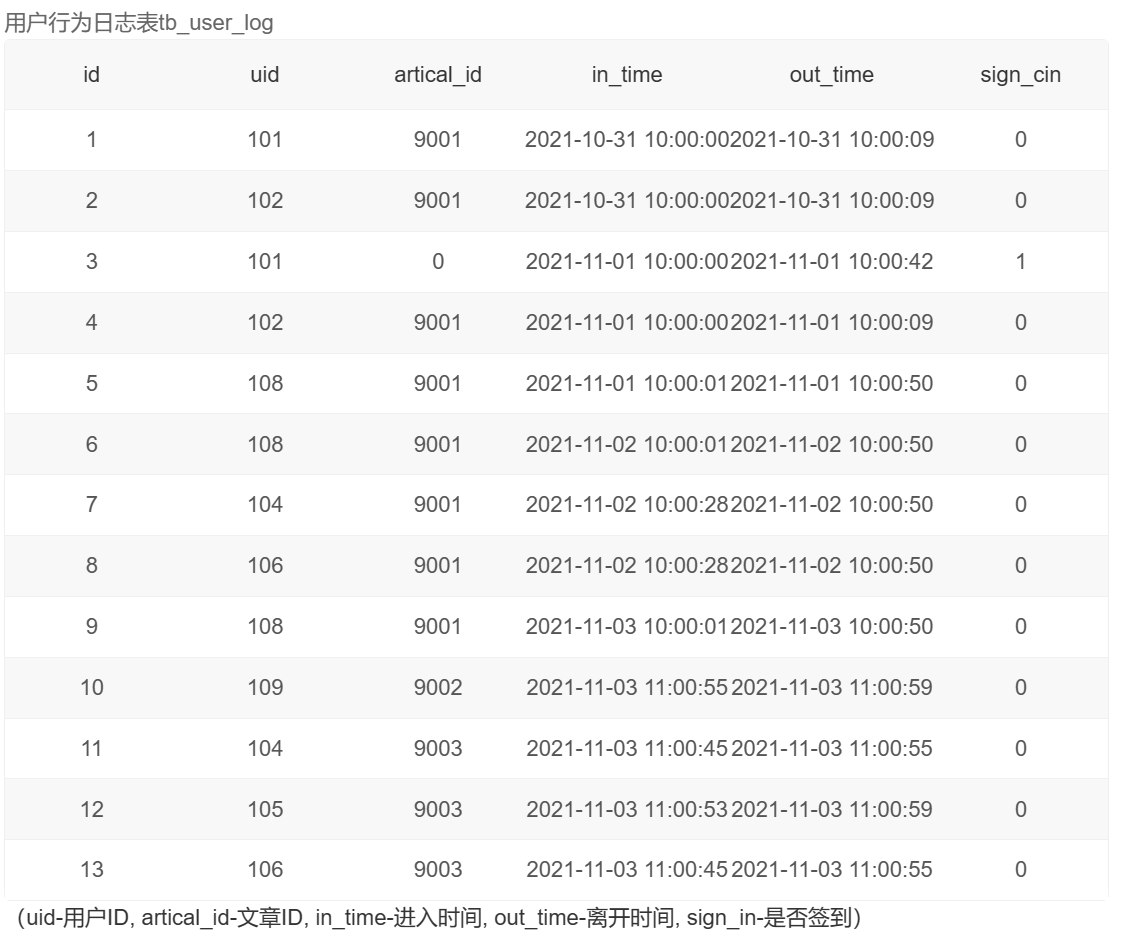 用户行为日志表tb_user_log
id uid artical_id in_time out_time sign_cin
1 101 9001 2021-10-31 10:00:00 2021-10-31 10:00:09 0
2 102 9001 2021-10-31 10:00:00 2021-10-31 10:00:09 0
3 101 0 2021-11-01 10:00:00 2021-11-01 10:00:42 1
4 102 9001 2021-11-01 10:00:00 2021-11-01 10:00:09 0
5 108 9001 2021-11-01 10:00:01 2021-11-01 10:00:50 0
6 108 9001 2021-11-02 10:00:01 2021-11-02 10:00:50 0
7 104 9001 2021-11-02 10:00:28 2021-11-02 10:00:50 0
8 106 9001 2021-11-02 10:00:28 2021-11-02 10:00:50 0
9 108 9001 2021-11-03 10:00:01 2021-11-03 10:00:50 0
10 109 9002 2021-11-03 11:00:55 2021-11-03 11:00:59 0
11 104 9003 2021-11-03 11:00:45 2021-11-03 11:00:55 0
12 105 9003 2021-11-03 11:00:53 2021-11-03 11:00:59 0
13 106 9003 2021-11-03 11:00:45 2021-11-03 11:00:55 0
（uid-用户ID, artical_id-文章ID, in_time-进入时间, out_time-离开时间, sign_in-是否签到）